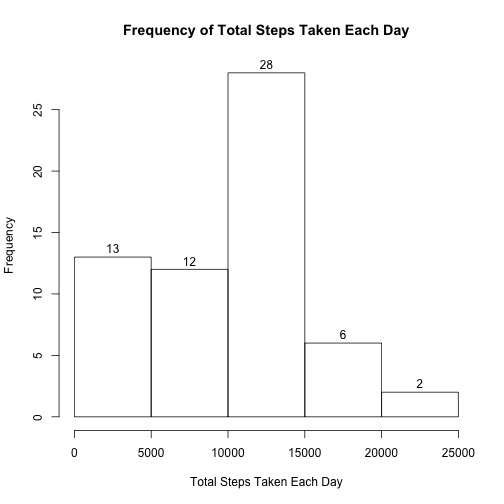 Frequency of Total Steps Taken Each Day
28
25
20
15
10
5
0
Frequency
13
12
6
2
0 5000 10000 15000 20000 25000
Total Steps Taken Each Day